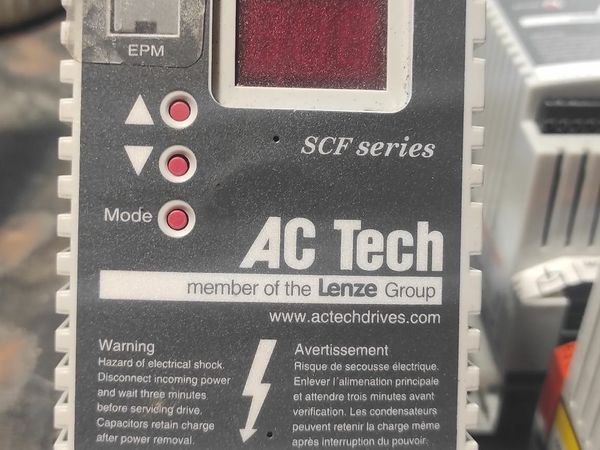 EPM
SCF series
Mode
AC Tech
member of the Lenze Group
www.actechdrives.com
Warning
Hazard of electrical shock.
Disconnect incoming power
and wait three minutes
before servicing drive.
Capacitors retain charge
after power removal.
Avertissement
Risque de secousse électrique.
Enlever l'alimenation principale
et attendre trois minutes avant
verification. Les condensateurs
peuvent retenir la charge même
après interruption du pouvoir.